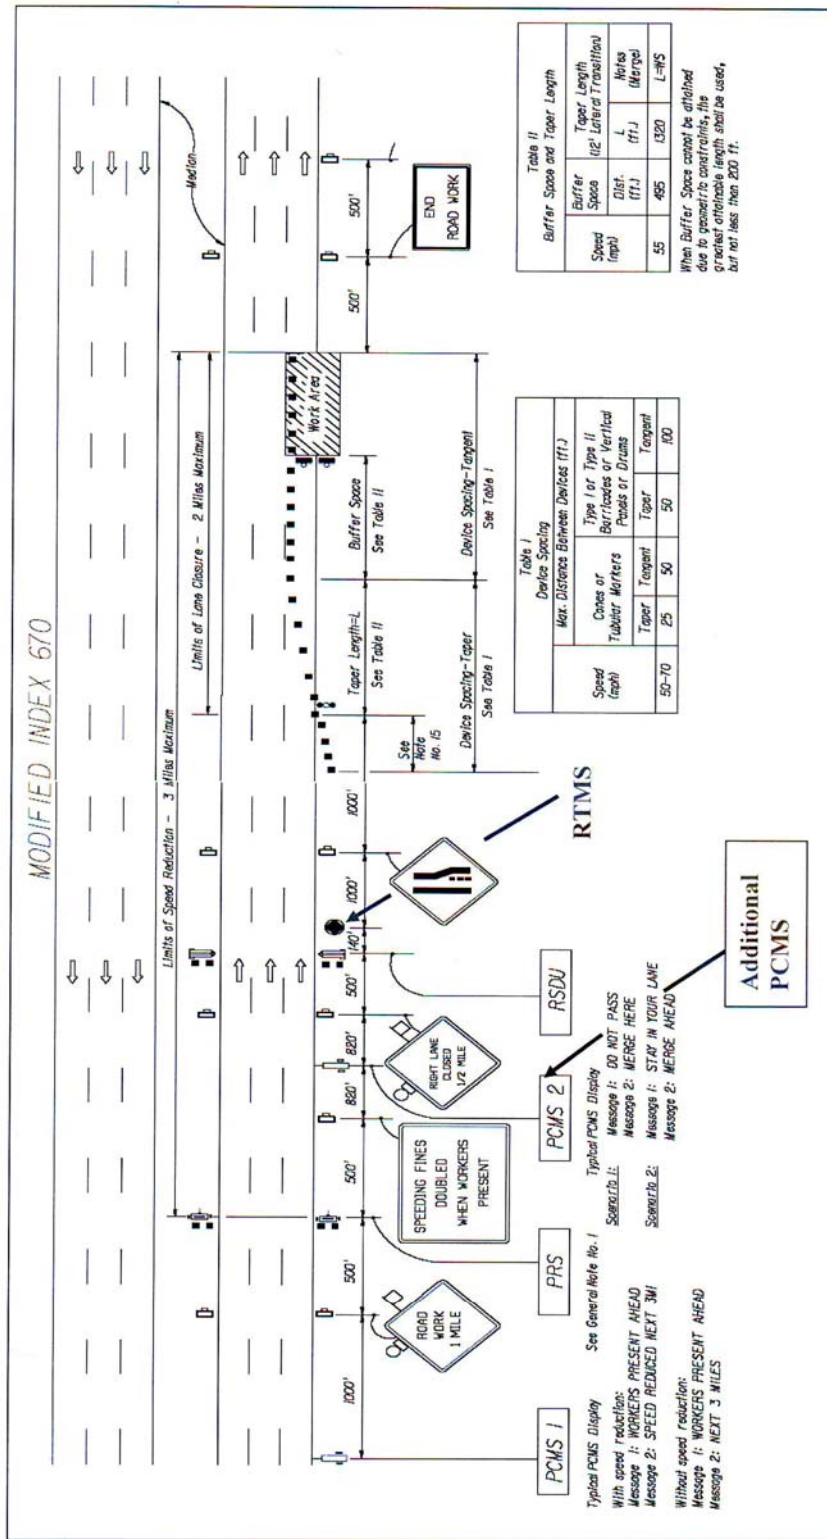 MODIFIED INDEX 670
Limits of Speed Reduction - 3 Miles Maximum
Limits of Lane Closure - 2 Miles Maximum
Median
1000'
500'
500'
820'
820'
500'
140'
1000'
1000'
See
Note
No. 15
Taper Length=L
See Table II
Buffer Space
See Table II
Work Area
500'
500'
Device Spacing-Taper
See Table I
Device Spacing-Tangent
See Table I
END
ROAD WORK
ROAD
WORK
1 MILE
SPEEDING FINES
DOUBLED
WHEN WORKERS
PRESENT
RIGHT LANE
CLOSED
1/2 MILE
RTMS
PCMS 1
PRS
PCMS 2
RSDU
Additional
PCMS
Typical PCMS Display
With speed reduction:
Message 1: WORKERS PRESENT AHEAD
Message 2: SPEED REDUCED NEXT 3MI
Without speed reduction:
Message 1: WORKERS PRESENT AHEAD
Message 2: NEXT 3 MILES
See General Note No. 1
Typical PCMS Display
Scenario 1: Message 1: DO NOT PASS
Message 2: MERGE HERE
Scenario 2: Message 1: STAY IN YOUR LANE
Message 2: MERGE AHEAD
Table I
Device Spacing
Speed (mph) Max. Distance Between Devices (ft.)
Cones or Tubular Markers Type I or Type II Barricades or Vertical Panels or Drums
Taper Tangent Taper Tangent
50-70 25 50 50 100
Table II
Buffer Space and Taper Length
Speed (mph) Buffer Space Taper Length (12' Lateral Transition)
Dist. (ft.) L (ft.) Notes (Merge)
55 495 1320 L=WS
When Buffer Space cannot be attained
due to geometric constraints, the
greatest attainable length shall be used,
but not less than 200 ft.